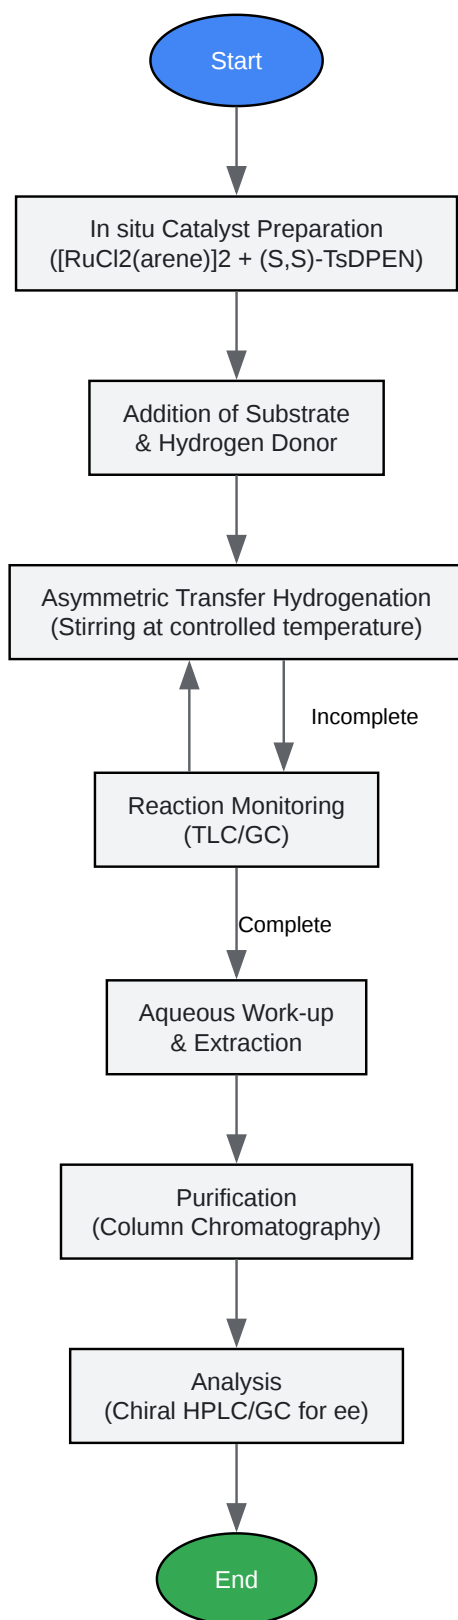 Start
In situ Catalyst Preparation
([RuCl2(arene)]2 + (S,S)-TsDPEN)
Addition of Substrate
& Hydrogen Donor
Asymmetric Transfer Hydrogenation
(Stirring at controlled temperature)
Incomplete
Reaction Monitoring
(TLC/GC)
Complete
Aqueous Work-up
& Extraction
Purification
(Column Chromatography)
Analysis
(Chiral HPLC/GC for ee)
End